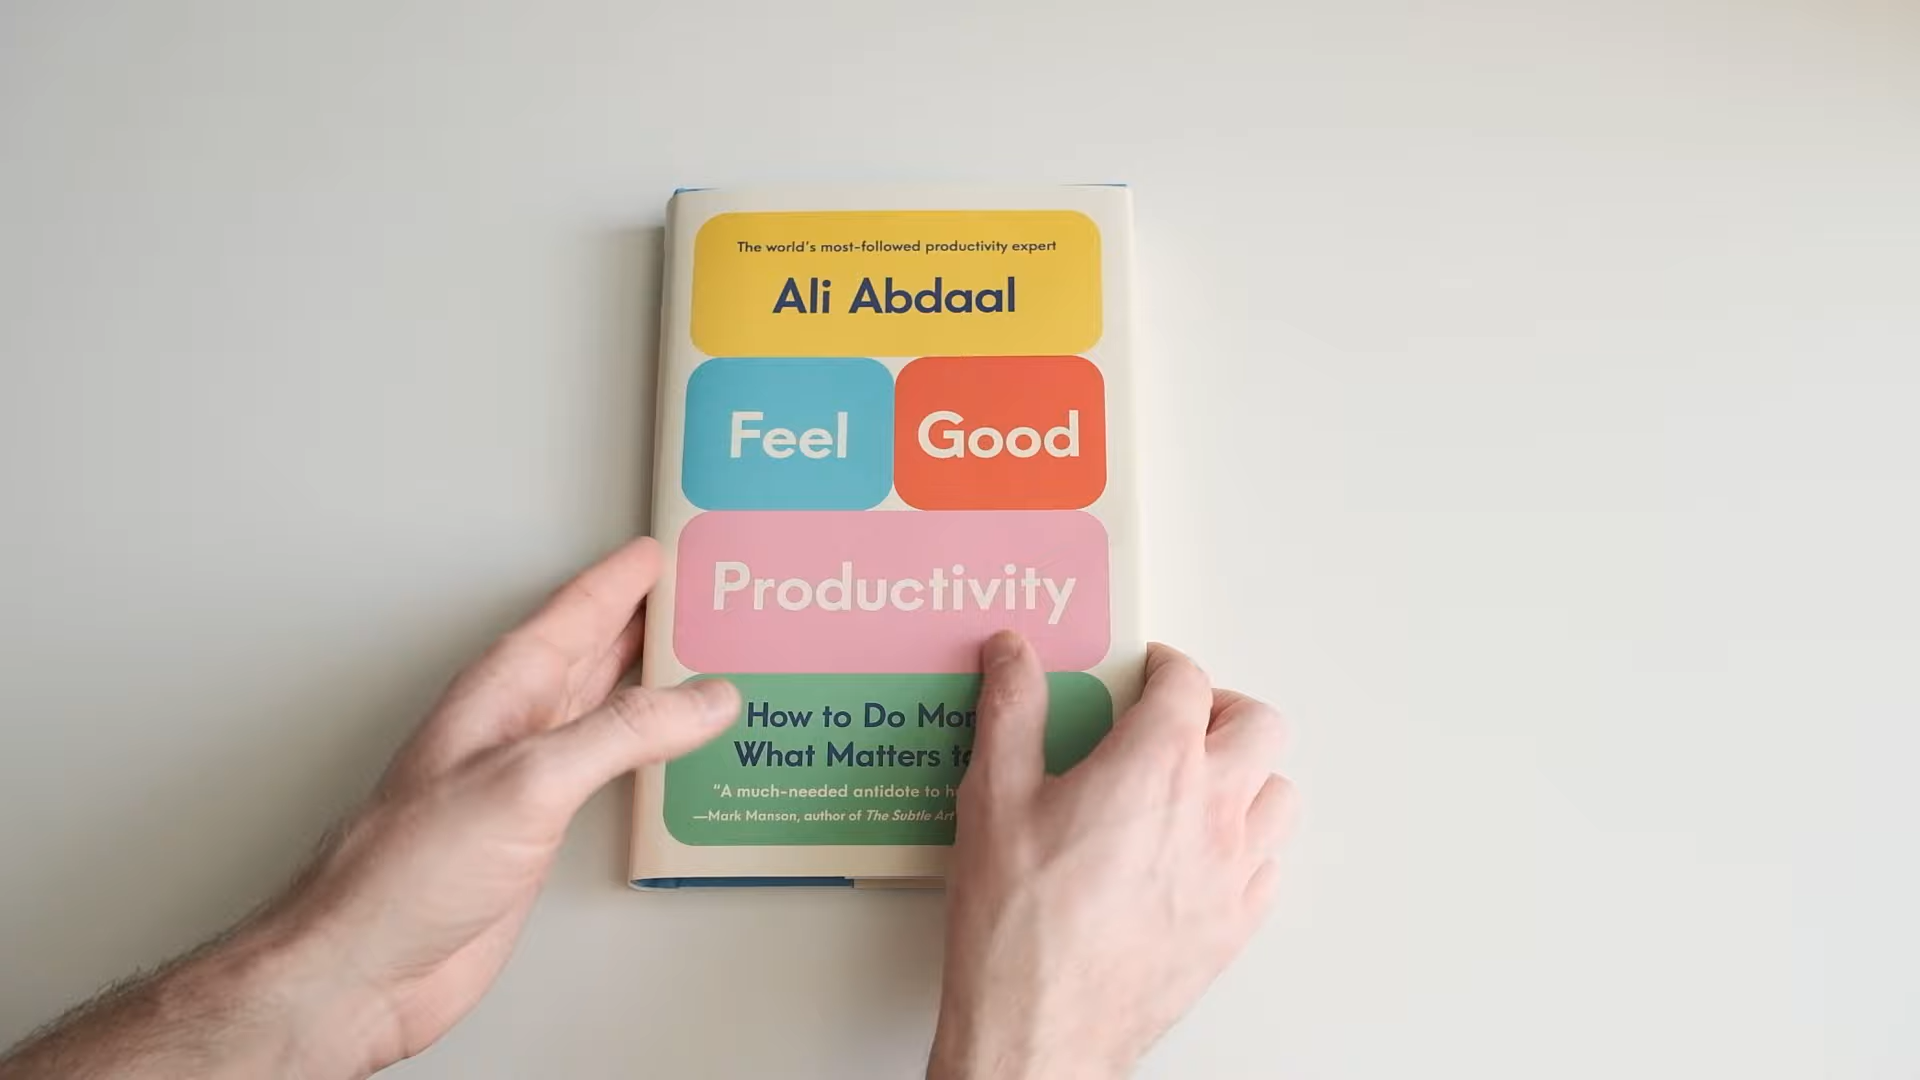 The world's most-followed productivity expert
Ali Abdaal
Feel Good
Productivity
How to Do
What Matters
"A much-needed antidote to
—Mark Manson, author of The Subtle Art